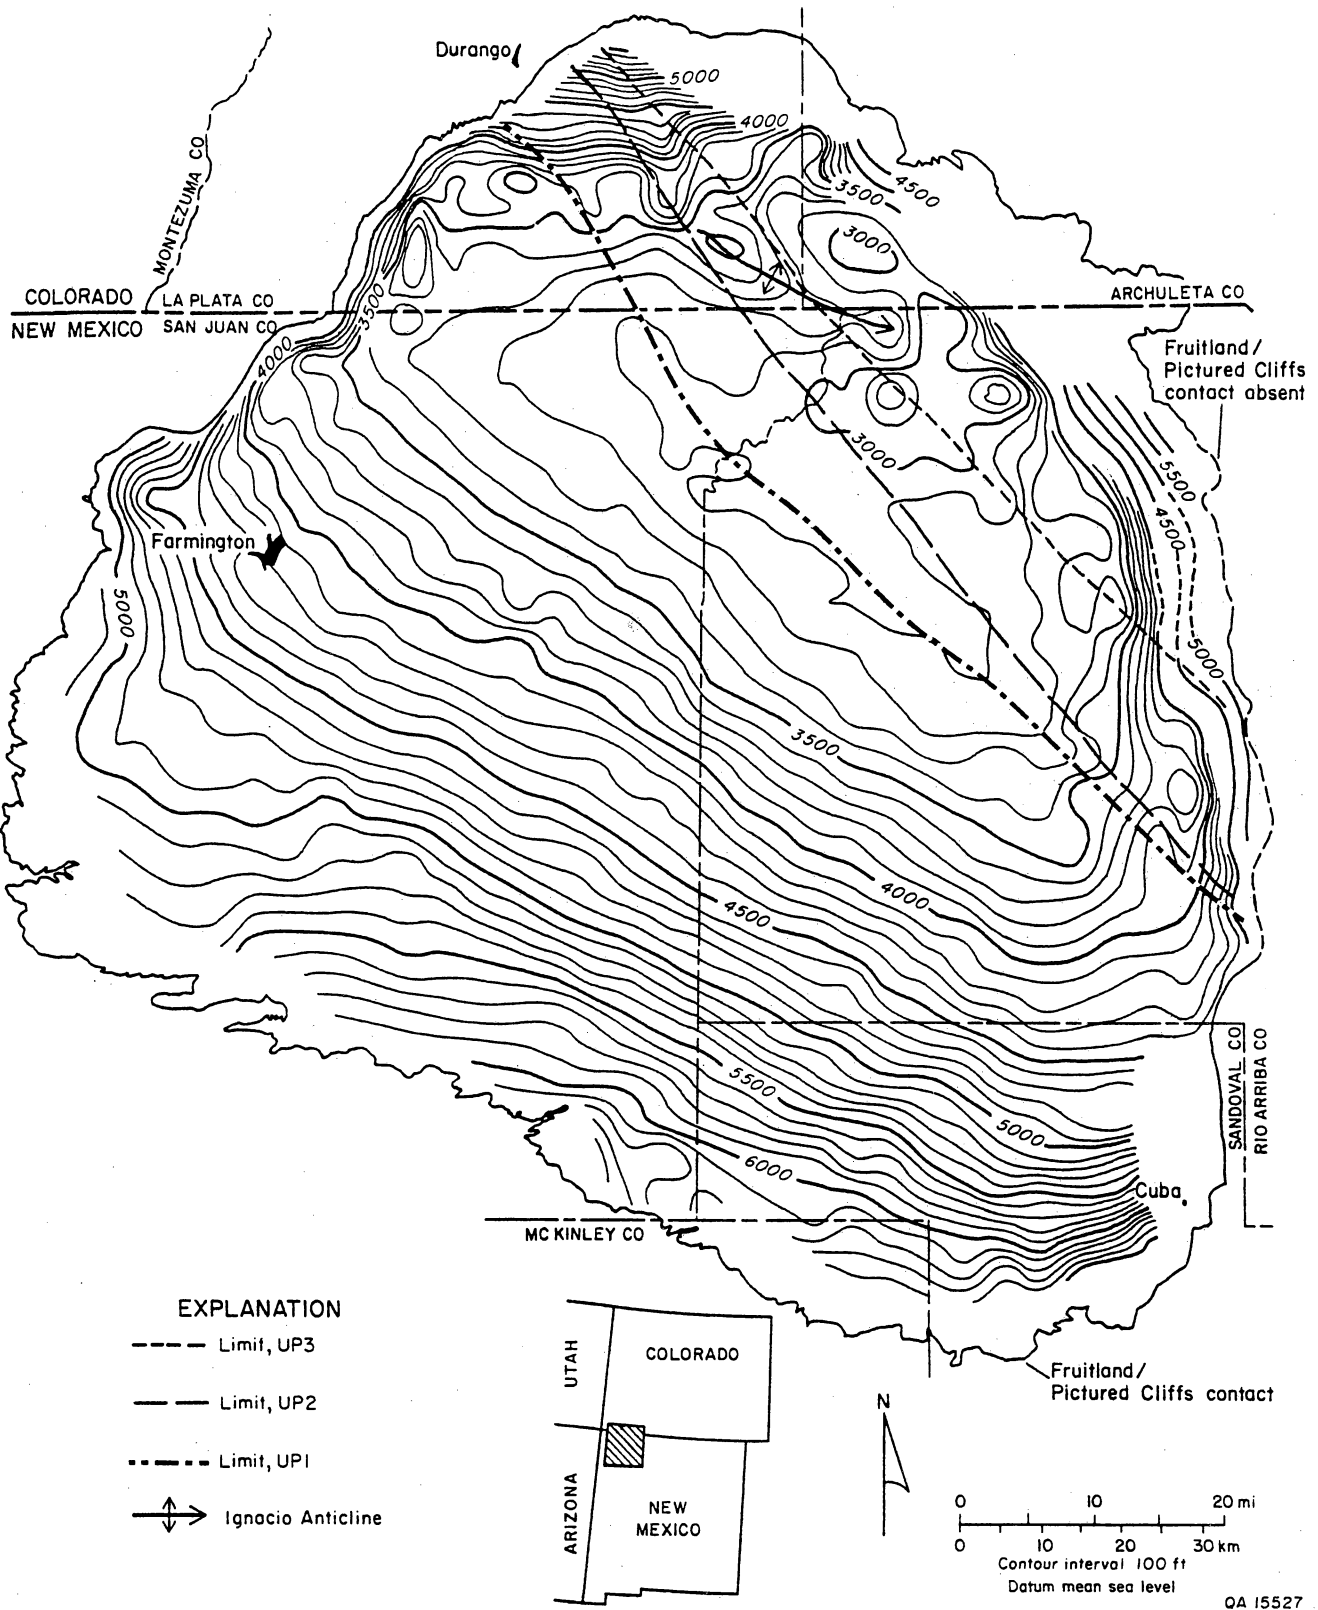 Durango
5000
4000
4500
3500
3000
MONTEZUMA CO
COLORADO
LA PLATA CO
ARCHULETA CO
NEW MEXICO
SAN JUAN CO
3500
4000
Fruitland/
Pictured Cliffs
contact absent
3000
5500
4500
Farmington
5000
5000
3500
4000
4500
SANDOVAL CO
RIO ARRIBA CO
5500
5000
6000
Cuba
MC KINLEY CO
EXPLANATION
Limit, UP3
Limit, UP2
Limit, UP1
Ignacio Anticline
UTAH
COLORADO
ARIZONA
NEW
MEXICO
Fruitland/
Pictured Cliffs contact
N
0 10 20 mi
0 10 20 30 km
Contour interval 100 ft
Datum mean sea level
QA 15527